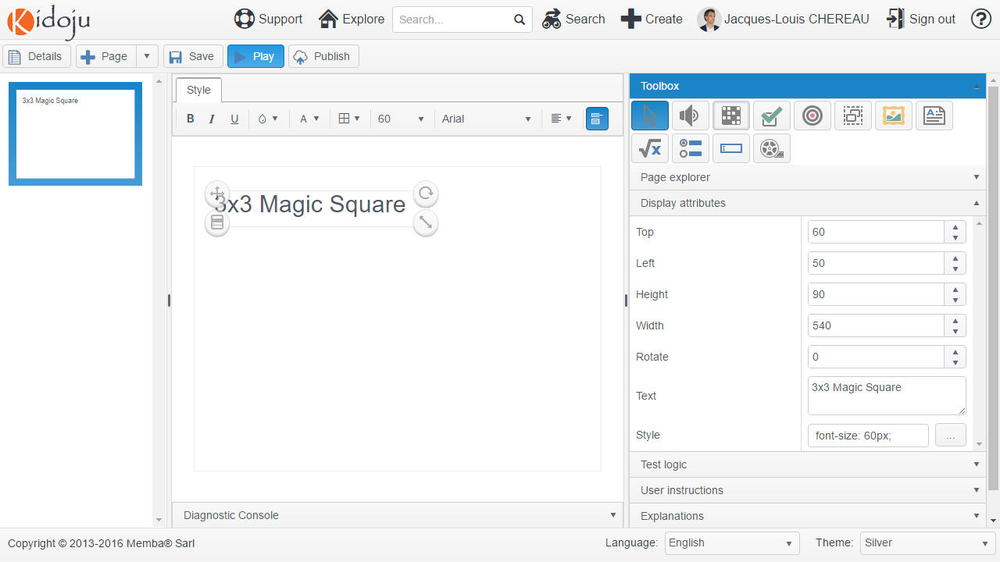 Kidoju
Support
Explore
Search...
Search
Create
Jacques-Louis CHEREAU
Sign out
?
Details
Page
Save
Play
Publish
3x3 Magic Square
Style
B I U
A
60
Arial
3x3 Magic Square
Diagnostic Console
Toolbox
Page explorer
Display attributes
Top 60
Left 50
Height 90
Width 540
Rotate 0
Text 3x3 Magic Square
Style font-size: 60px; ...
Test logic
User instructions
Explanations
Copyright © 2013-2016 Memba® Sarl
Language: English
Theme: Silver